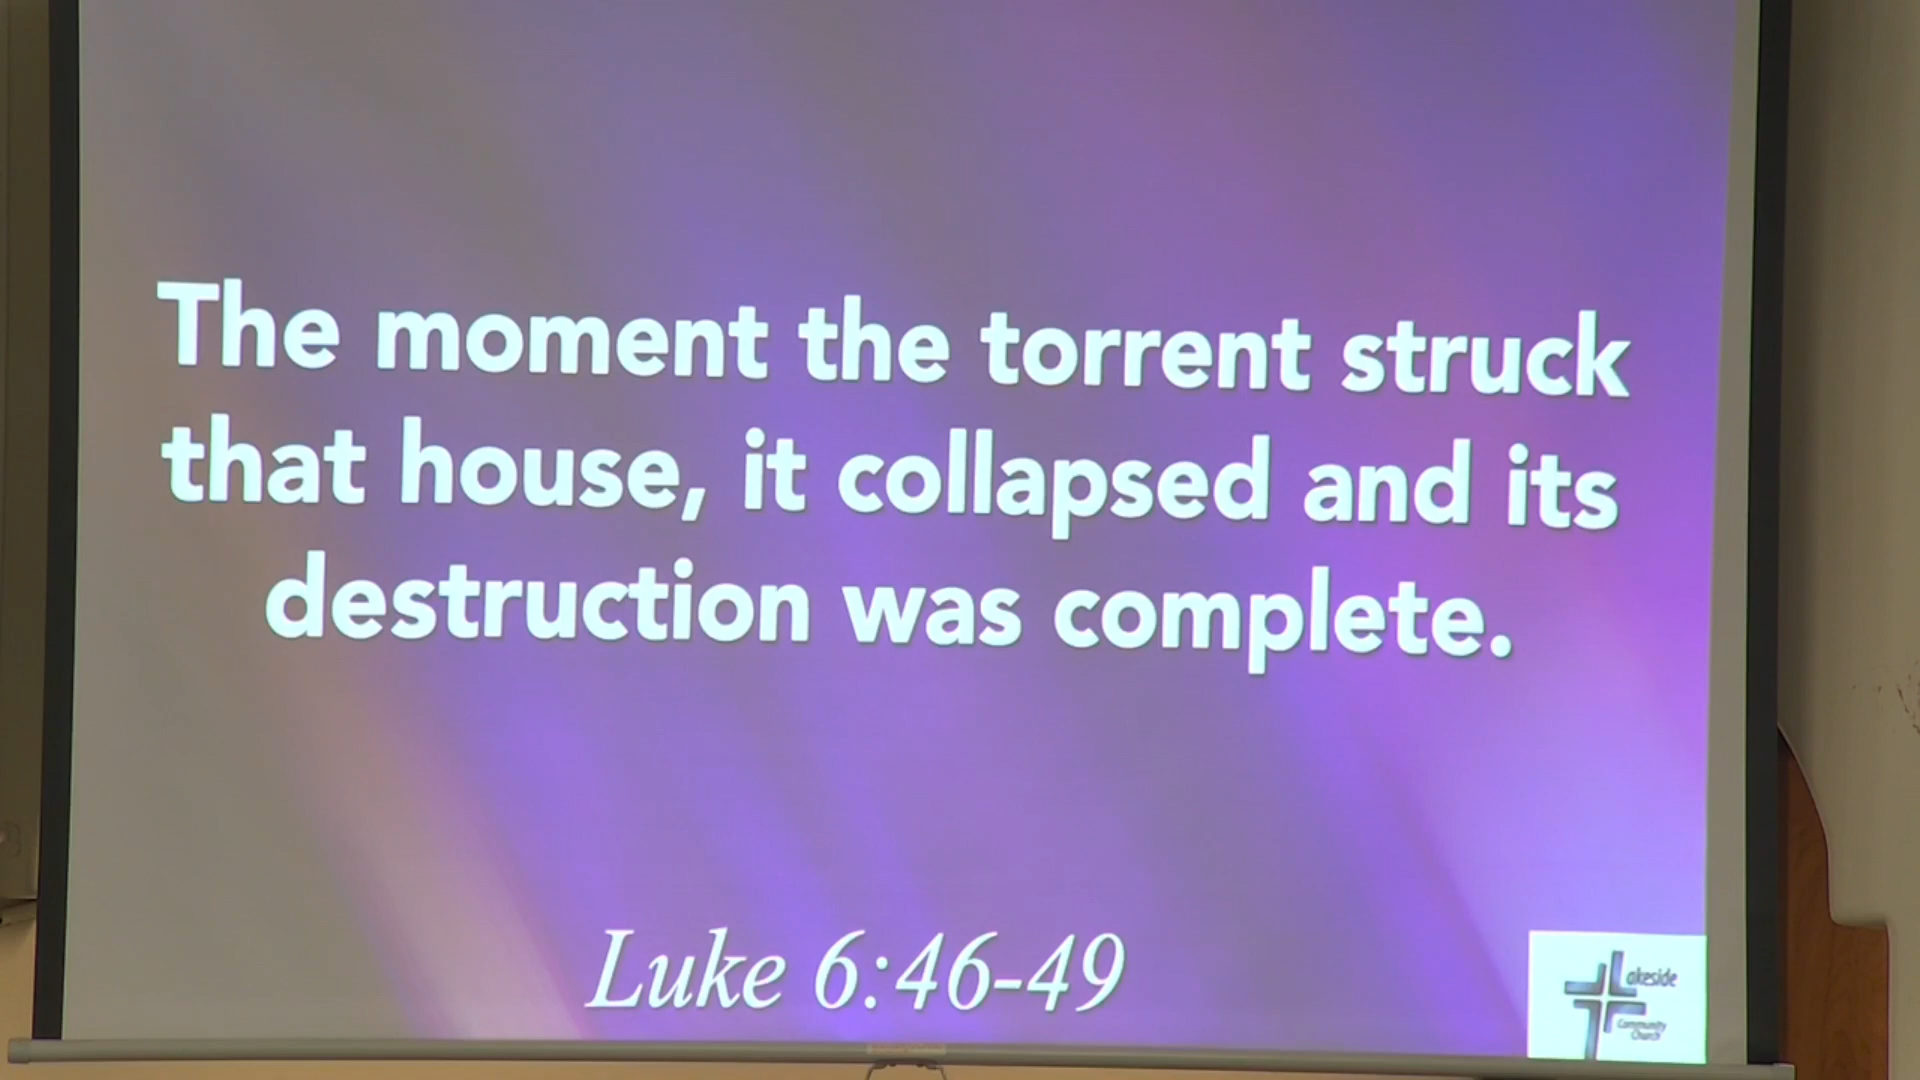 The moment the torrent struck
that house, it collapsed and its
destruction was complete.
Luke 6:46-49
Lakeside
Community
Church